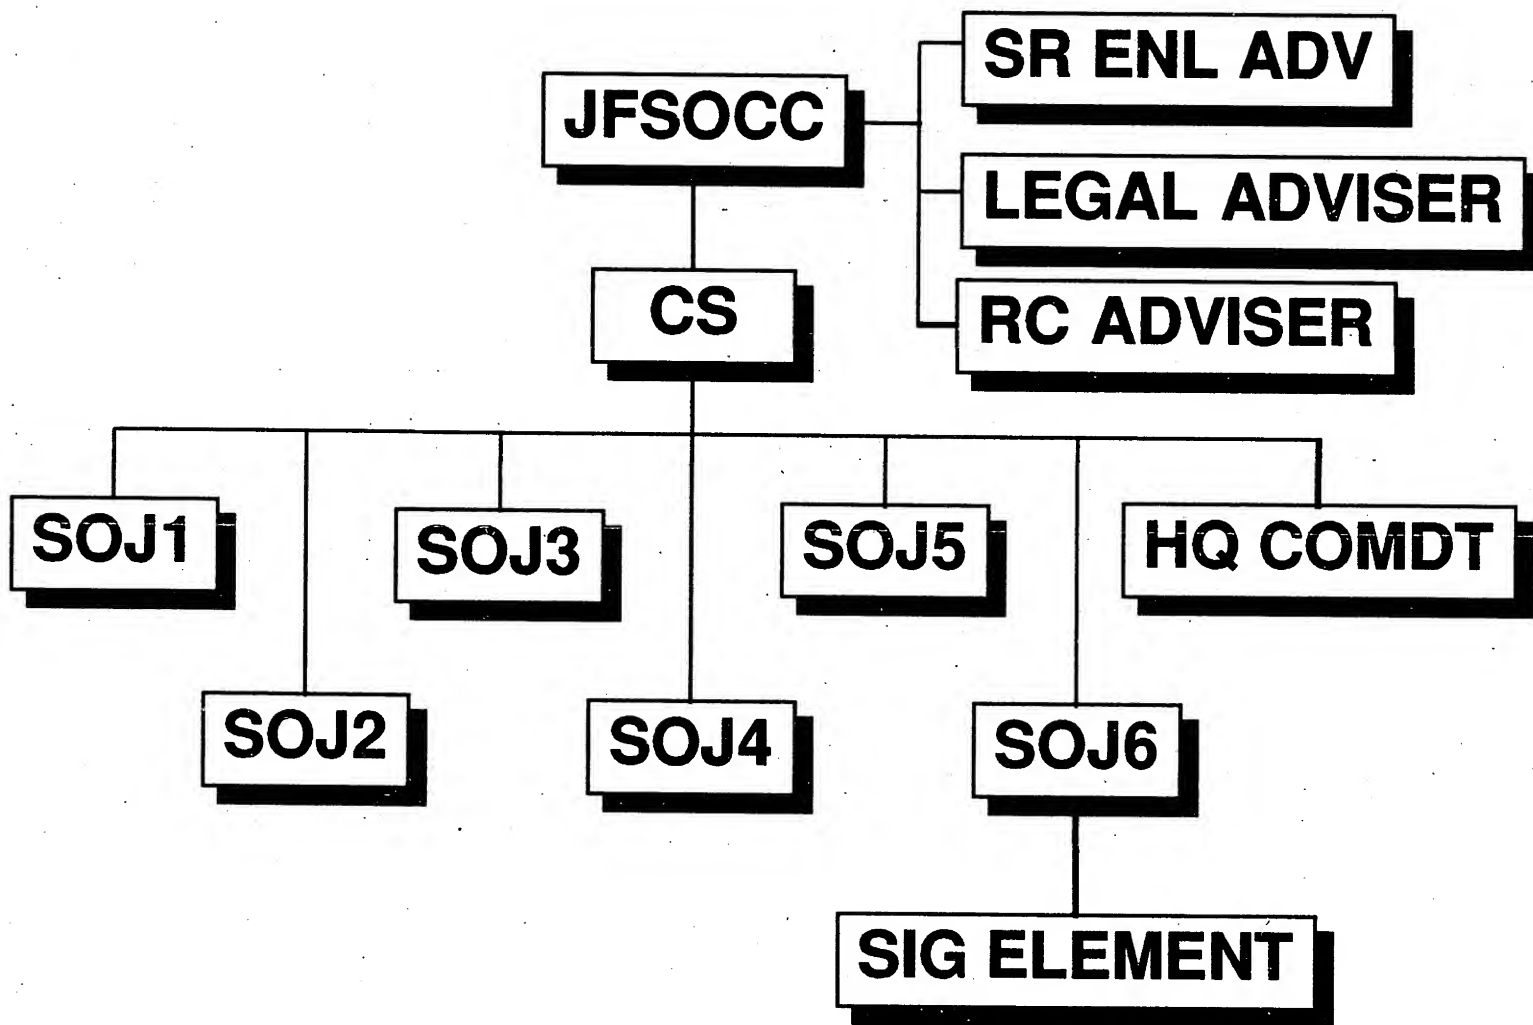 SR ENL ADV
JFSOCC
LEGAL ADVISER
CS
RC ADVISER
SOJ1
SOJ3
SOJ5
HQ COMDT
SOJ2
SOJ4
SOJ6
SIG ELEMENT